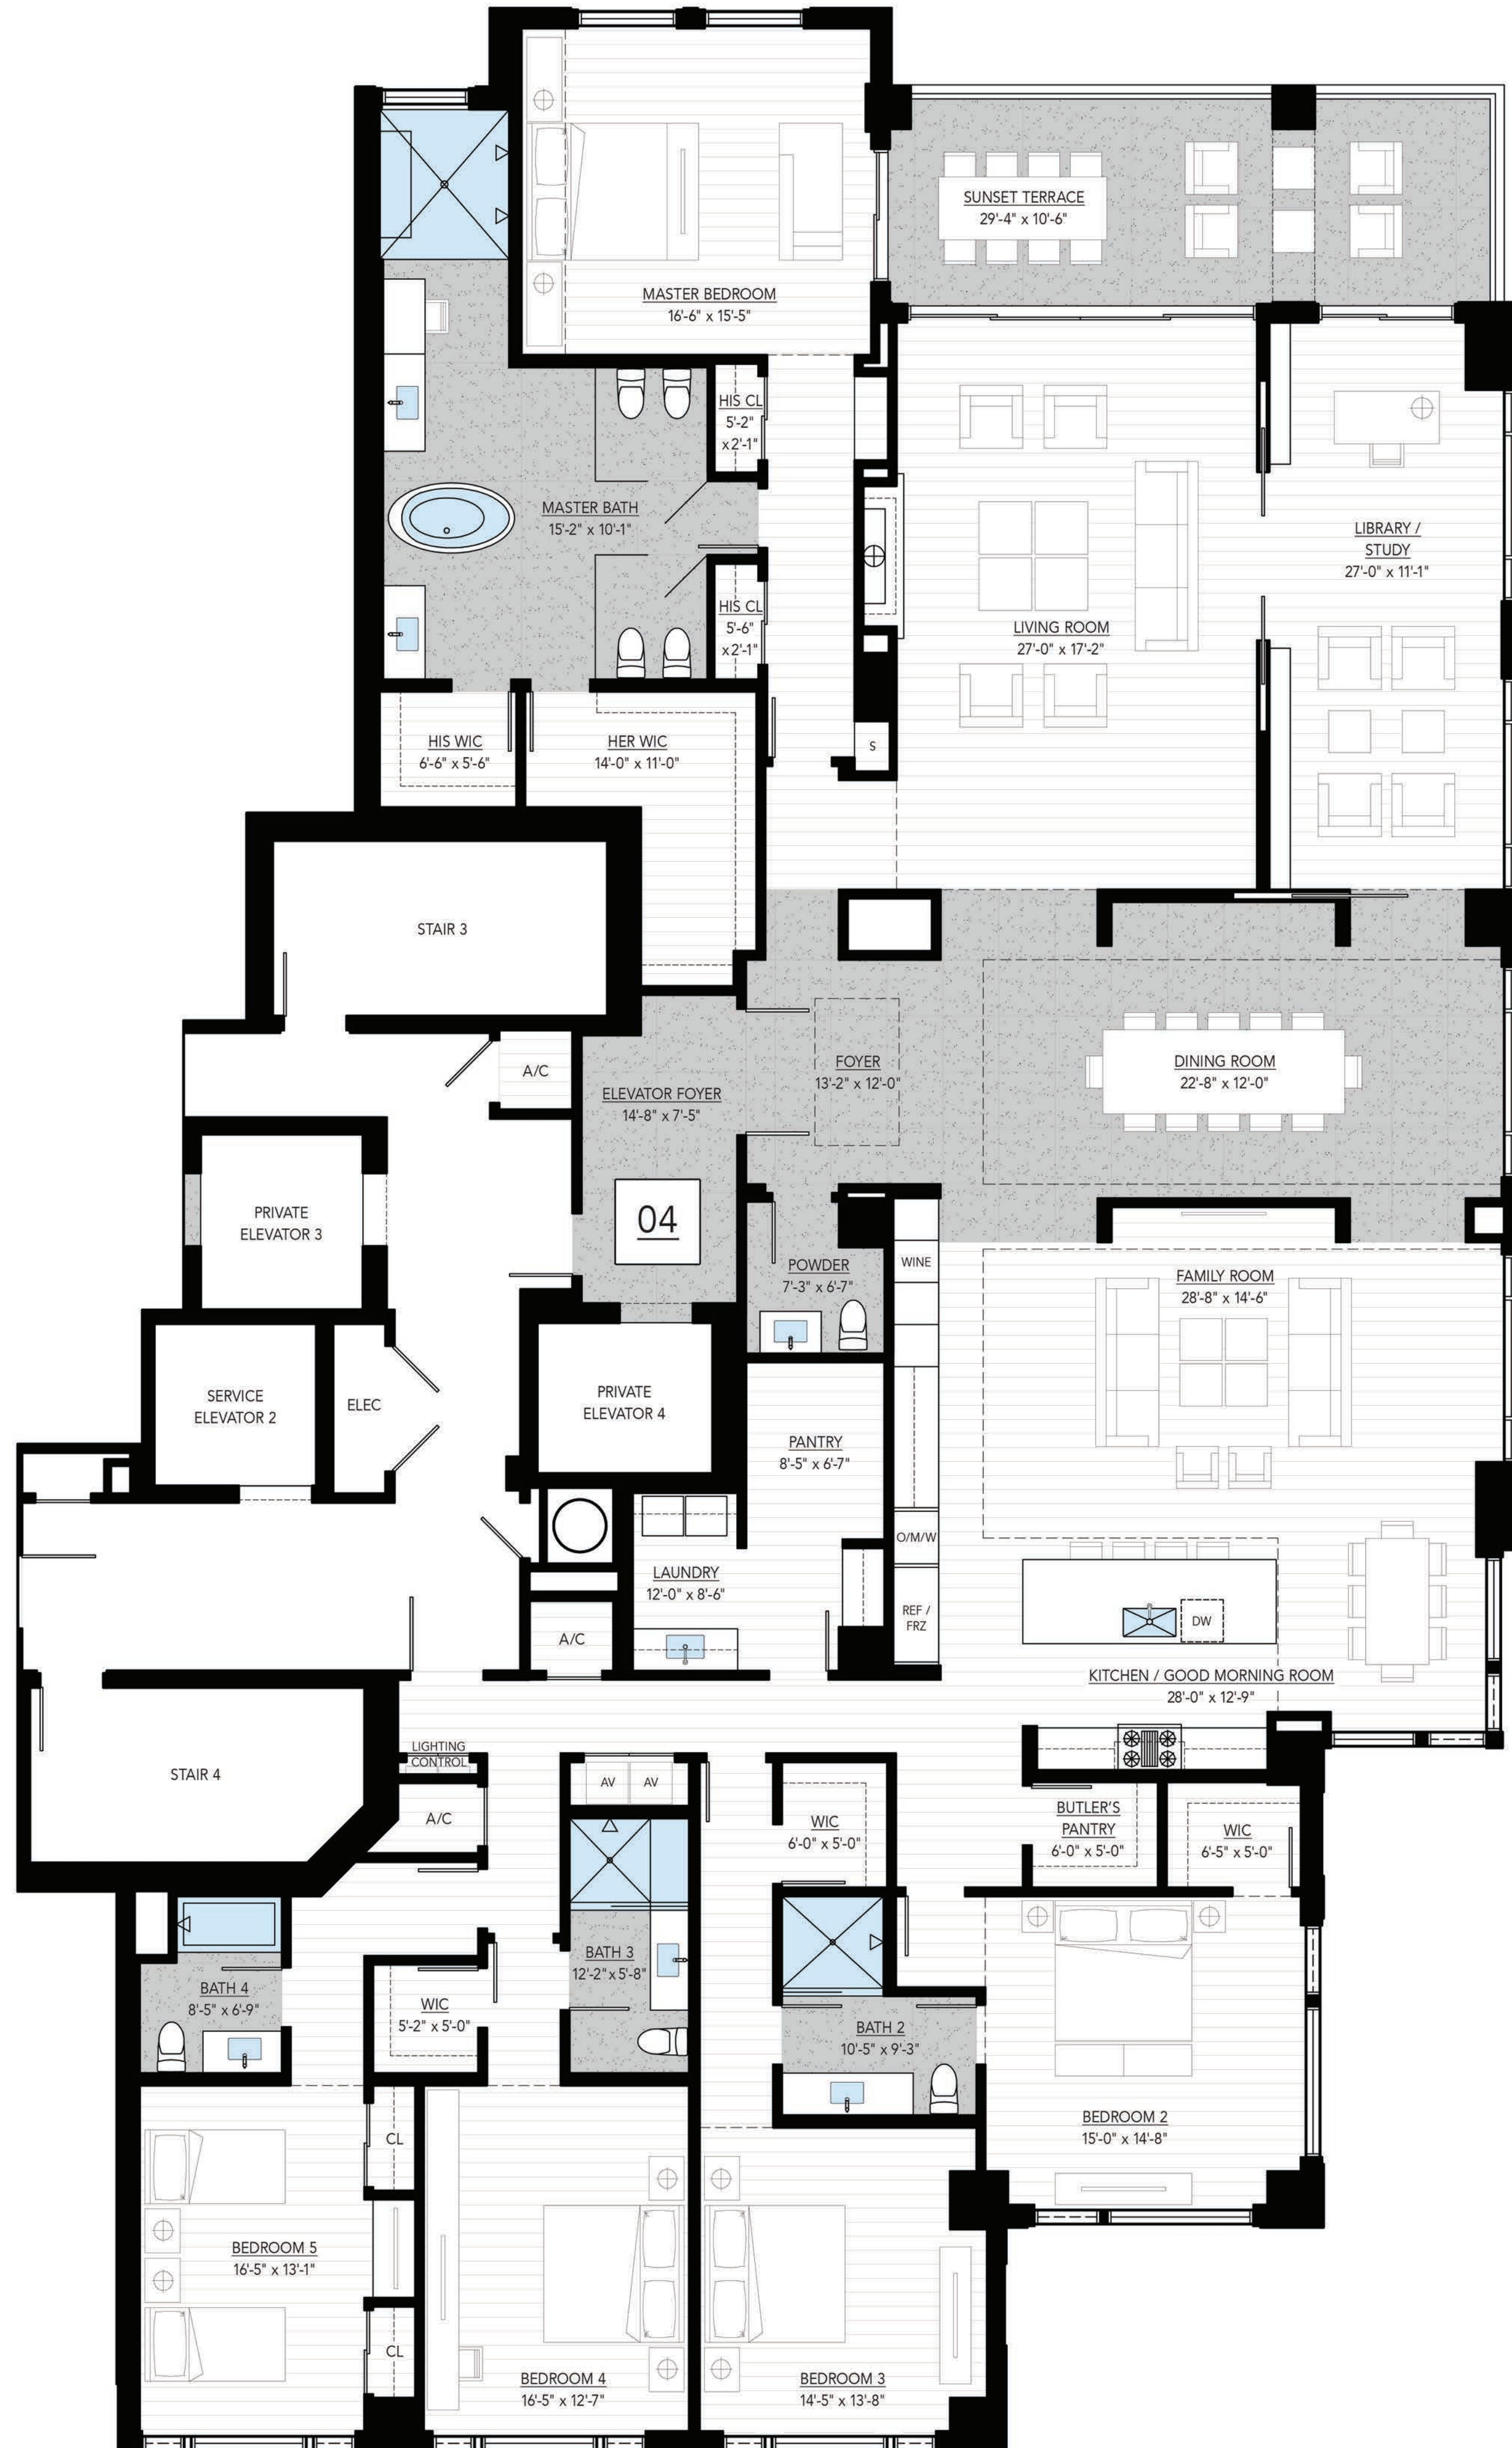 SUNSET TERRACE
29'-4" x 10'-6"
MASTER BEDROOM
16'-6" x 15'-5"
HIS CL
5'-2"
x 2'-1"
MASTER BATH
15'-2" x 10'-1"
LIBRARY /
STUDY
27'-0" x 11'-1"
HIS CL
5'-6"
x 2'-1"
LIVING ROOM
27'-0" x 17'-2"
HIS WIC
6'-6" x 5'-6"
HER WIC
14'-0" x 11'-0"
S
STAIR 3
A/C
ELEVATOR FOYER
14'-8" x 7'-5"
FOYER
13'-2" x 12'-0"
DINING ROOM
22'-8" x 12'-0"
PRIVATE
ELEVATOR 3
04
POWDER
7'-3" x 6'-7"
WINE
FAMILY ROOM
28'-8" x 14'-6"
SERVICE
ELEVATOR 2
ELEC
PRIVATE
ELEVATOR 4
PANTRY
8'-5" x 6'-7"
O/M/W
LAUNDRY
12'-0" x 8'-6"
REF /
FRZ
DW
A/C
KITCHEN / GOOD MORNING ROOM
28'-0" x 12'-9"
LIGHTING
CONTROL
STAIR 4
AV
AV
A/C
WIC
6'-0" x 5'-0"
BUTLER'S
PANTRY
6'-0" x 5'-0"
WIC
6'-5" x 5'-0"
BATH 3
12'-2" x 5'-8"
BATH 4
8'-5" x 6'-9"
WIC
5'-2" x 5'-0"
BATH 2
10'-5" x 9'-3"
BEDROOM 2
15'-0" x 14'-8"
CL
BEDROOM 5
16'-5" x 13'-1"
CL
BEDROOM 4
16'-5" x 12'-7"
BEDROOM 3
14'-5" x 13'-8"